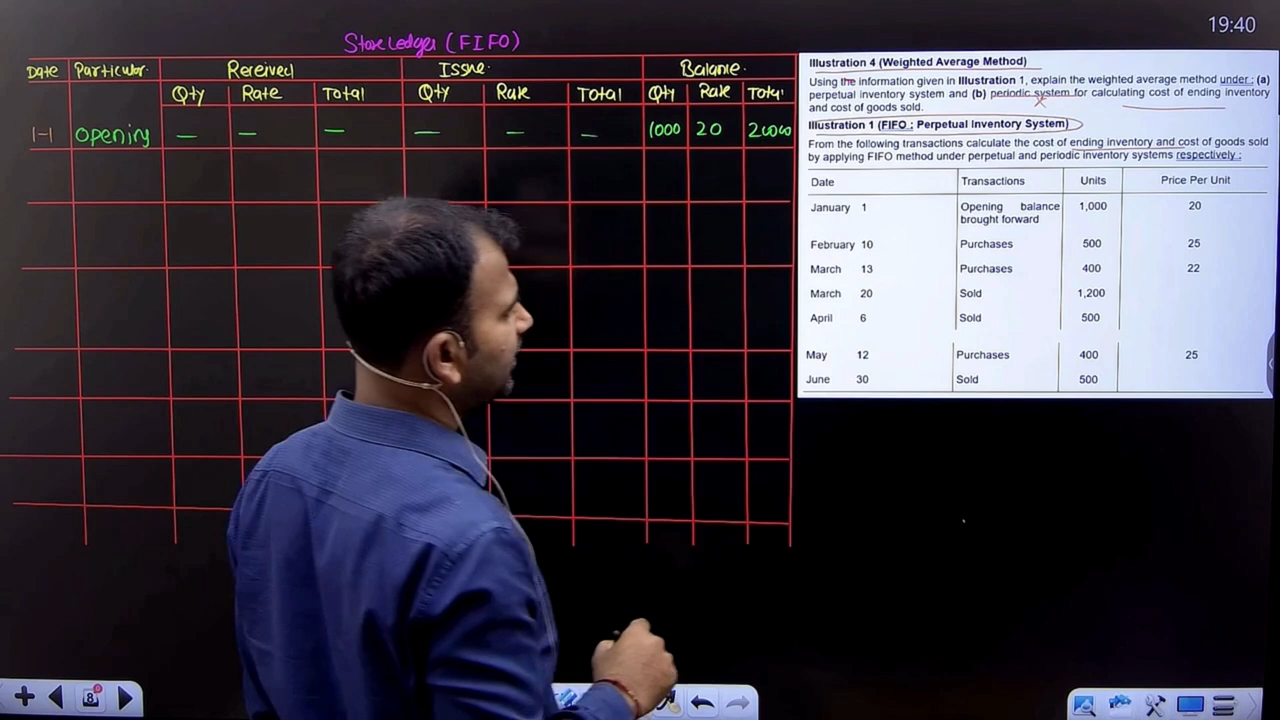 19:40
Store Ledger (FIFO)
Date Particular. Received Issue. Balance.
Qty Rate Total Qty Rate Total Qty Rate Total
1-1 Opening — — — — — — 1000 20 20000
Illustration 4 (Weighted Average Method)
Using the information given in Illustration 1, explain the weighted average method under : (a)
perpetual inventory system and (b) periodic system for calculating cost of ending inventory
and cost of goods sold.
Illustration 1 (FIFO : Perpetual Inventory System)
From the following transactions calculate the cost of ending inventory and cost of goods sold
by applying FIFO method under perpetual and periodic inventory systems respectively :
Date Transactions Units Price Per Unit
January 1 Opening balance 1,000 20
brought forward
February 10 Purchases 500 25
March 13 Purchases 400 22
March 20 Sold 1,200
April 6 Sold 500
May 12 Purchases 400 25
June 30 Sold 500
8